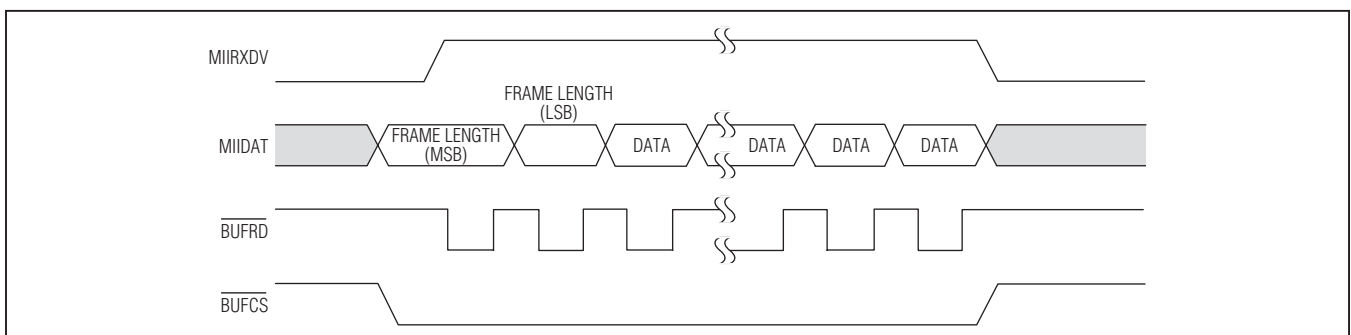 MIIRXDV
FRAME LENGTH
(LSB)
MIIDAT
FRAME LENGTH
(MSB)
DATA
DATA
DATA
DATA
BUFRD
BUFCS